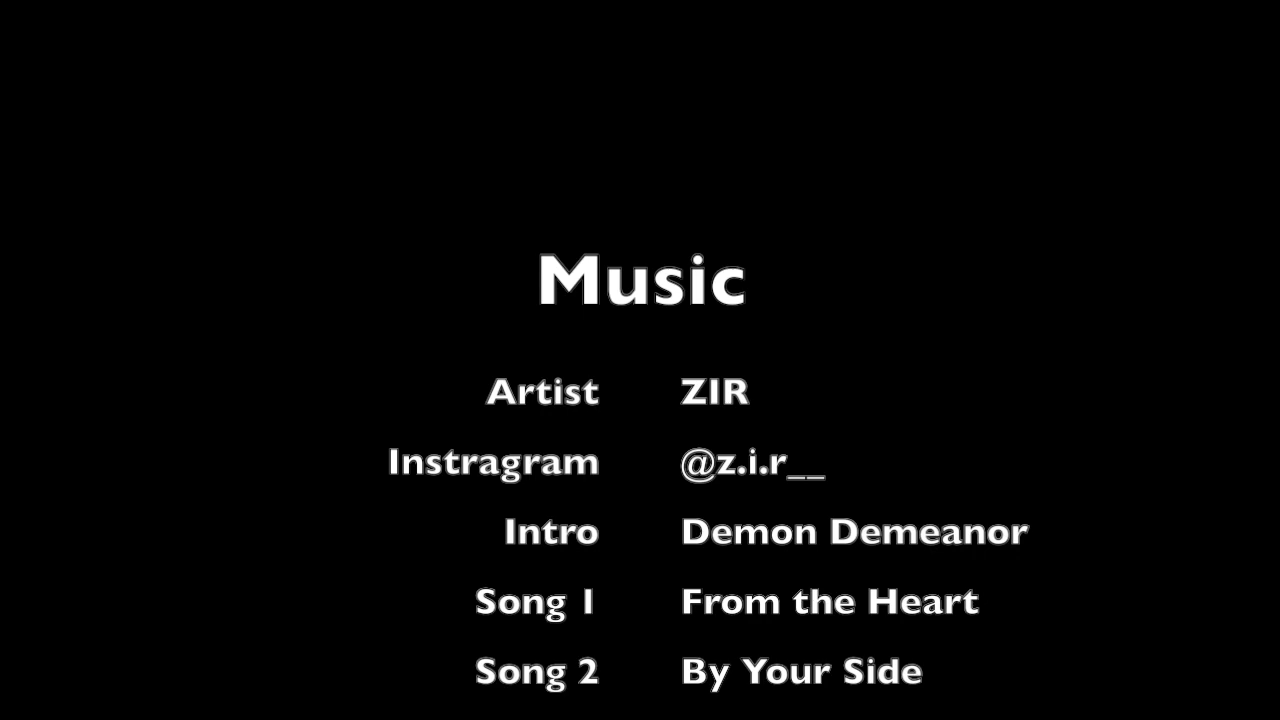 Music
Artist ZIR
Instragram @z.i.r__
Intro Demon Demeanor
Song 1 From the Heart
Song 2 By Your Side